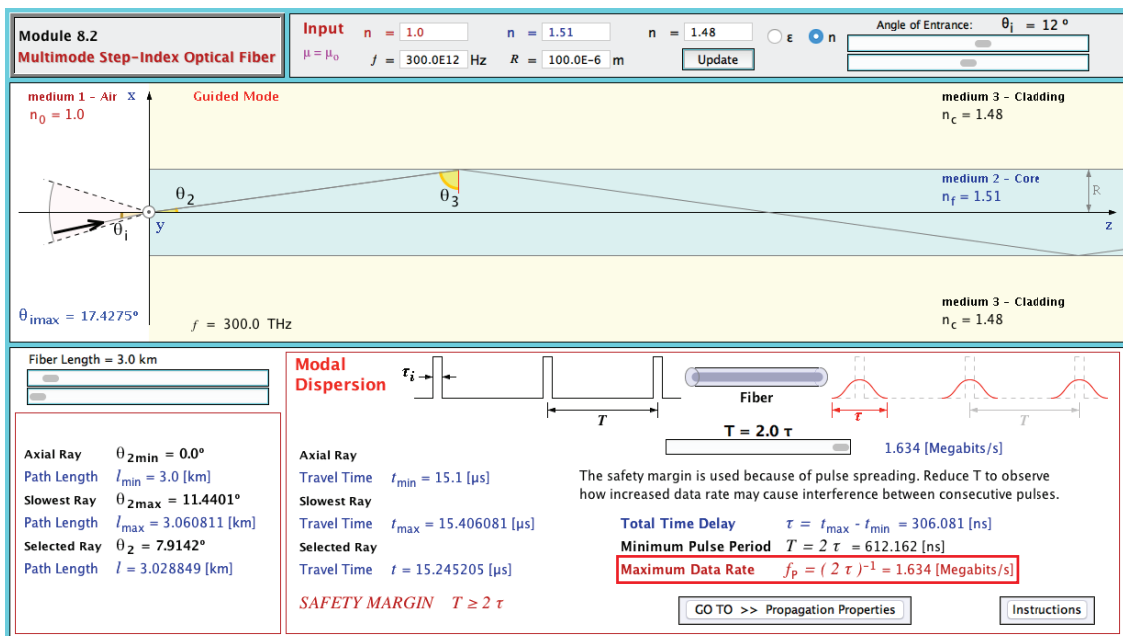 Module 8.2
Multimode Step-Index Optical Fiber
Input n = 1.0 n = 1.51 n = 1.48 ε n
μ = μo f = 300.0E12 Hz R = 100.0E-6 m Update
Angle of Entrance: θi = 12 º
medium 1 - Air x Guided Mode medium 3 - Cladding
n0 = 1.0 nc = 1.48
θ2 θ3 medium 2 - Core
nf = 1.51 R
θi y z
medium 3 - Cladding
θimax = 17.4275º f = 300.0 THz nc = 1.48
Fiber Length = 3.0 km
Axial Ray θ2min = 0.0º
Path Length lmin = 3.0 [km]
Slowest Ray θ2max = 11.4401º
Path Length lmax = 3.060811 [km]
Selected Ray θ2 = 7.9142º
Path Length l = 3.028849 [km]
Modal
Dispersion
τi
T
Fiber
τ
T
T = 2.0 τ
1.634 [Megabits/s]
Axial Ray
Travel Time tmin = 15.1 [μs]
Slowest Ray
Travel Time tmax = 15.406081 [μs]
Selected Ray
Travel Time t = 15.245205 [μs]
SAFETY MARGIN T ≥ 2 τ
The safety margin is used because of pulse spreading. Reduce T to observe
how increased data rate may cause interference between consecutive pulses.
Total Time Delay τ = tmax - tmin = 306.081 [ns]
Minimum Pulse Period T = 2 τ = 612.162 [ns]
Maximum Data Rate fP = ( 2 τ )⁻¹ = 1.634 [Megabits/s]
GO TO >> Propagation Properties
Instructions